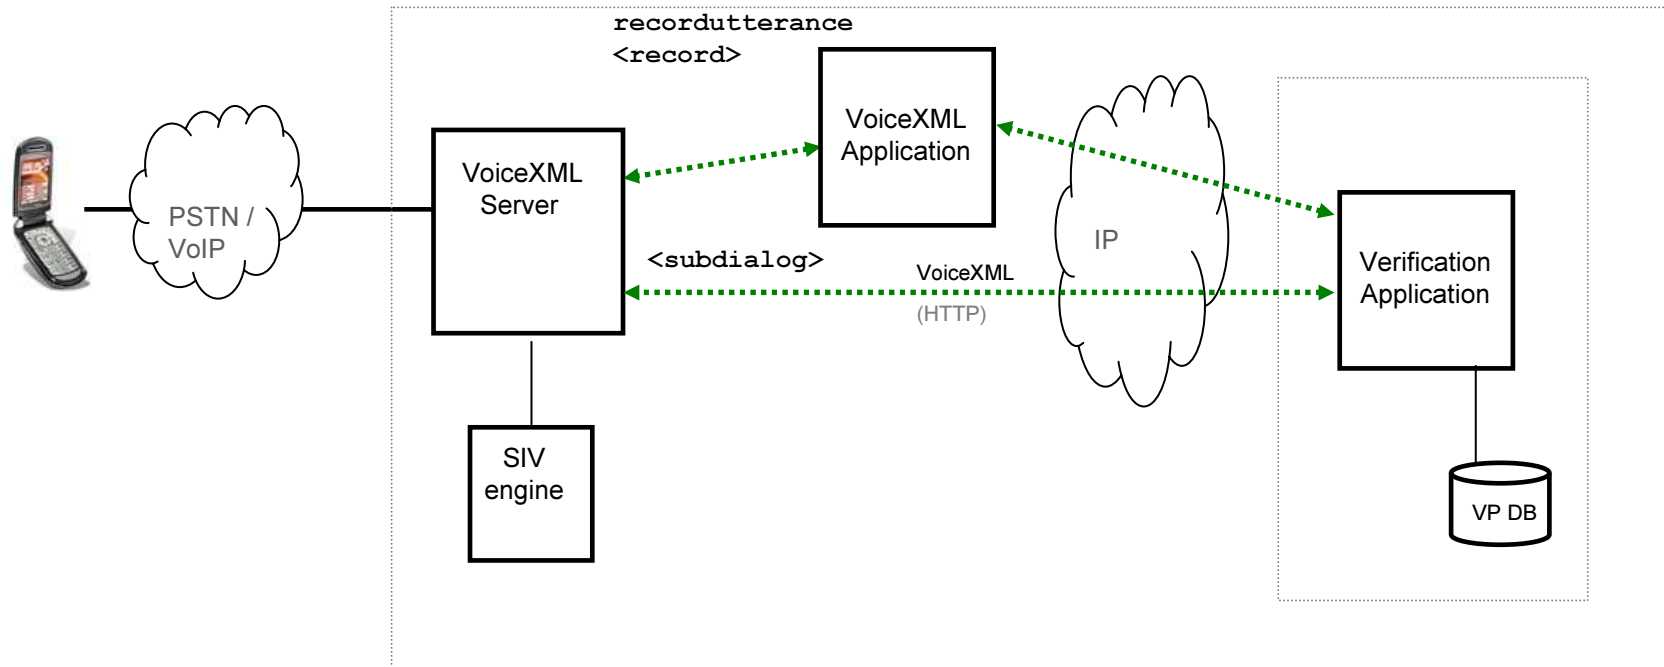 recordutterance
<record>
VoiceXML
Application
VoiceXML
Server
PSTN /
VoIP
IP
<subdialog>
VoiceXML
(HTTP)
Verification
Application
SIV
engine
VP DB